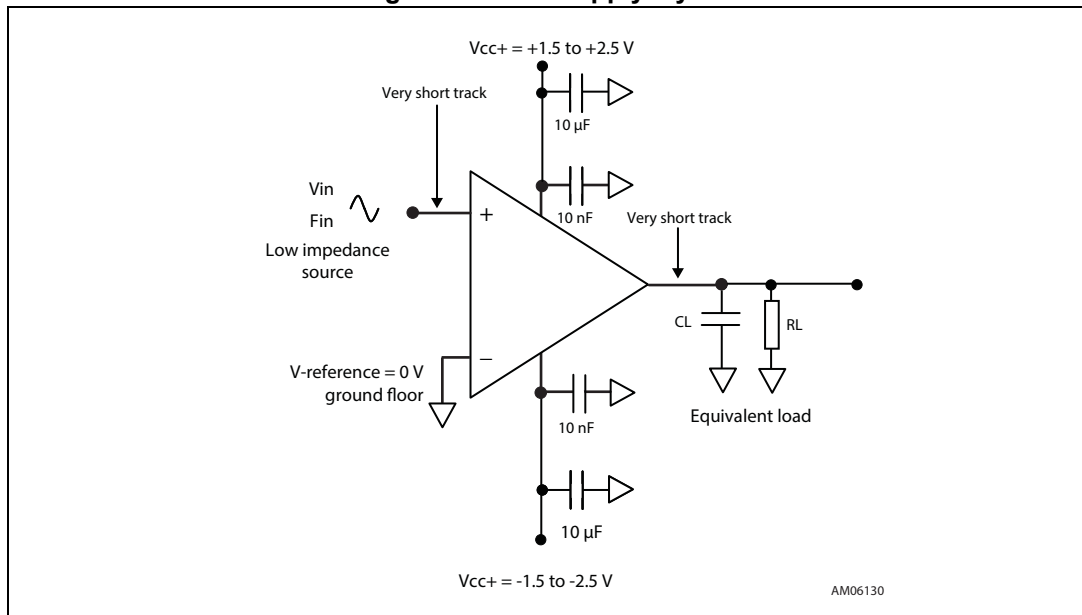 Vcc+ = +1.5 to +2.5 V
Very short track
10 µF
Vin
10 nF
Very short track
+
Fin
Low impedance
source
CL
RL
V-reference = 0 V
ground floor
–
10 nF
Equivalent load
10 µF
Vcc+ = -1.5 to -2.5 V
AM06130